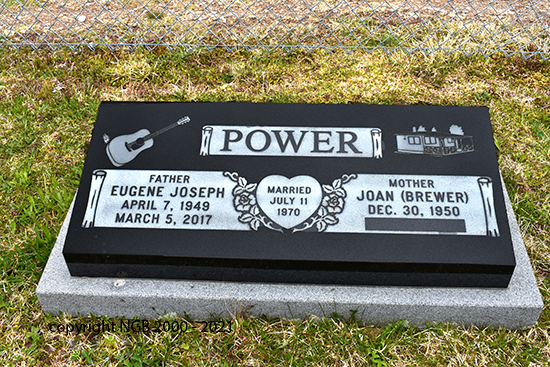 POWER
FATHER
EUGENE JOSEPH
APRIL 7, 1949
MARCH 5, 2017
MARRIED
JULY 11
1970
MOTHER
JOAN (BREWER)
DEC. 30, 1950
copyright NGB 2000 - 2021